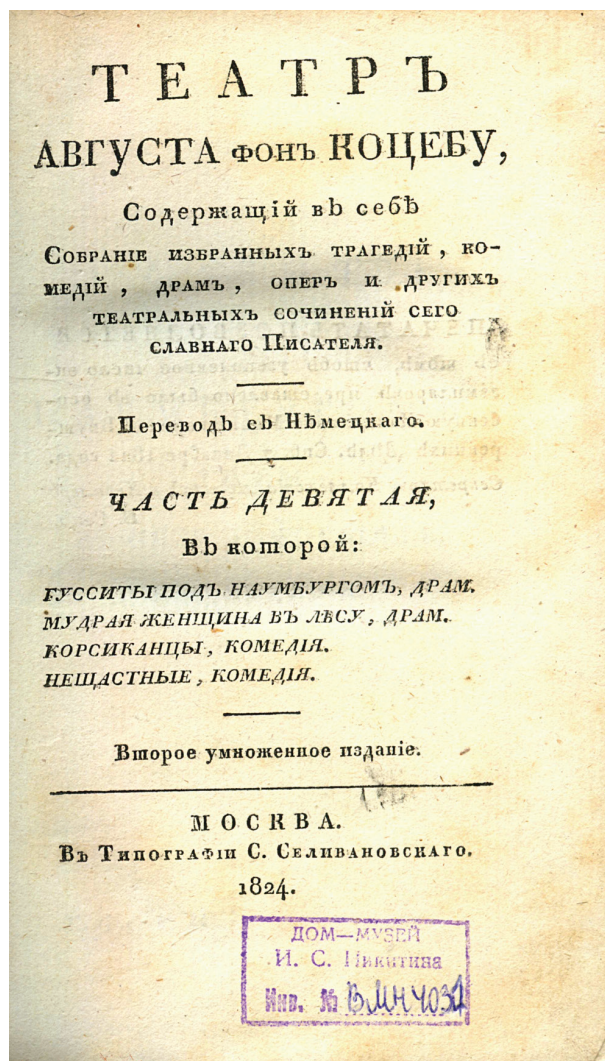 ТЕАТРЪ
АВГУСТА ФОНЪ КОЦЕБУ,
Содержащій въ себѣ
Собраніе избранныхъ трагедій, ко-
медій, драмъ, оперъ и другихъ
театральныхъ сочиненій сего
славнаго Писателя.
Переводъ съ Нѣмецкаго.
ЧАСТЬ ДЕВЯТАЯ,
Въ которой:
ГУССИТЫ ПОДЪ НАУМБУРГОМЪ, ДРАМ.
МУДРАЯ ЖЕНЩИНА ВЪ ЛѢСУ, ДРАМ.
КОРСИКАНЦЫ, КОМЕДІЯ.
НЕЩАСТНЫЕ, КОМЕДІЯ.
Второе умноженное изданіе.
МОСКВА.
Въ Типографіи С. Селивановскаго.
1824.
ДОМ—МУЗЕЙ
И. С. Никитина
Инв. № ВМН 4032